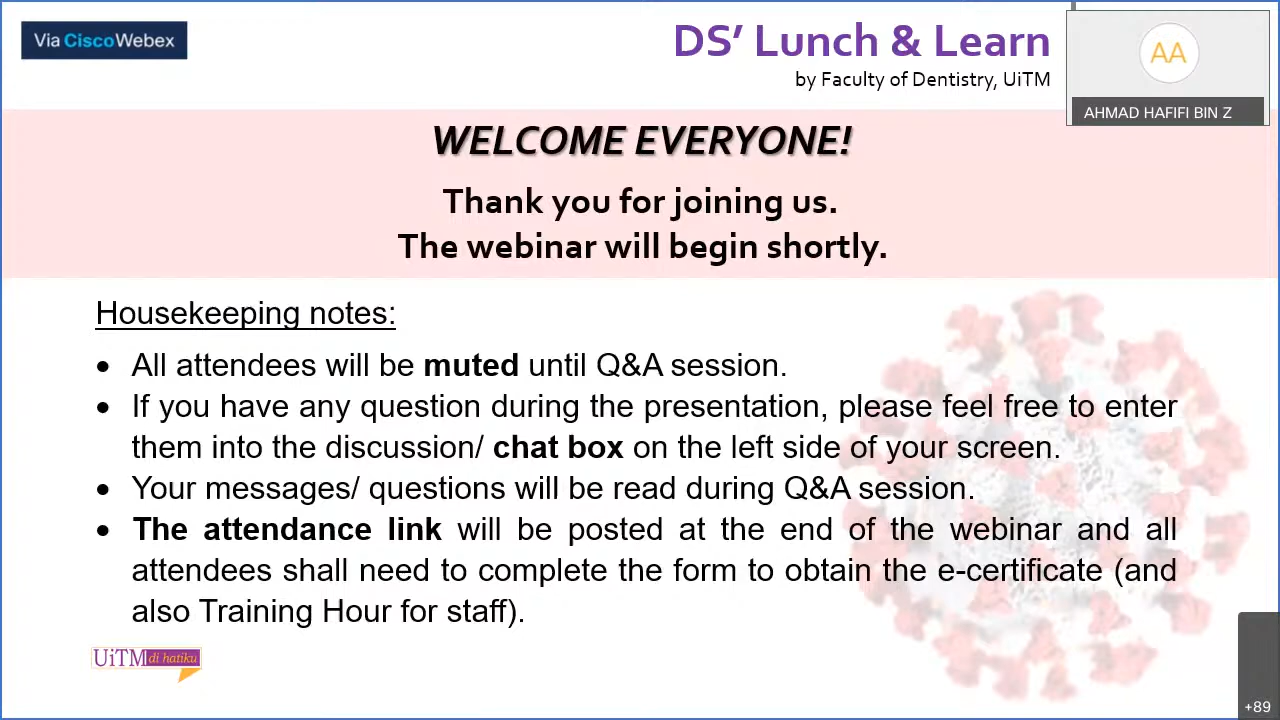 Via Cisco Webex
DS’ Lunch & Learn
by Faculty of Dentistry, UiTM
AA
AHMAD HAFIFI BIN Z
WELCOME EVERYONE!
Thank you for joining us.
The webinar will begin shortly.
Housekeeping notes:
• All attendees will be muted until Q&A session.
• If you have any question during the presentation, please feel free to enter
them into the discussion/ chat box on the left side of your screen.
• Your messages/ questions will be read during Q&A session.
• The attendance link will be posted at the end of the webinar and all
attendees shall need to complete the form to obtain the e-certificate (and
also Training Hour for staff).
UiTM di hatiku
+89